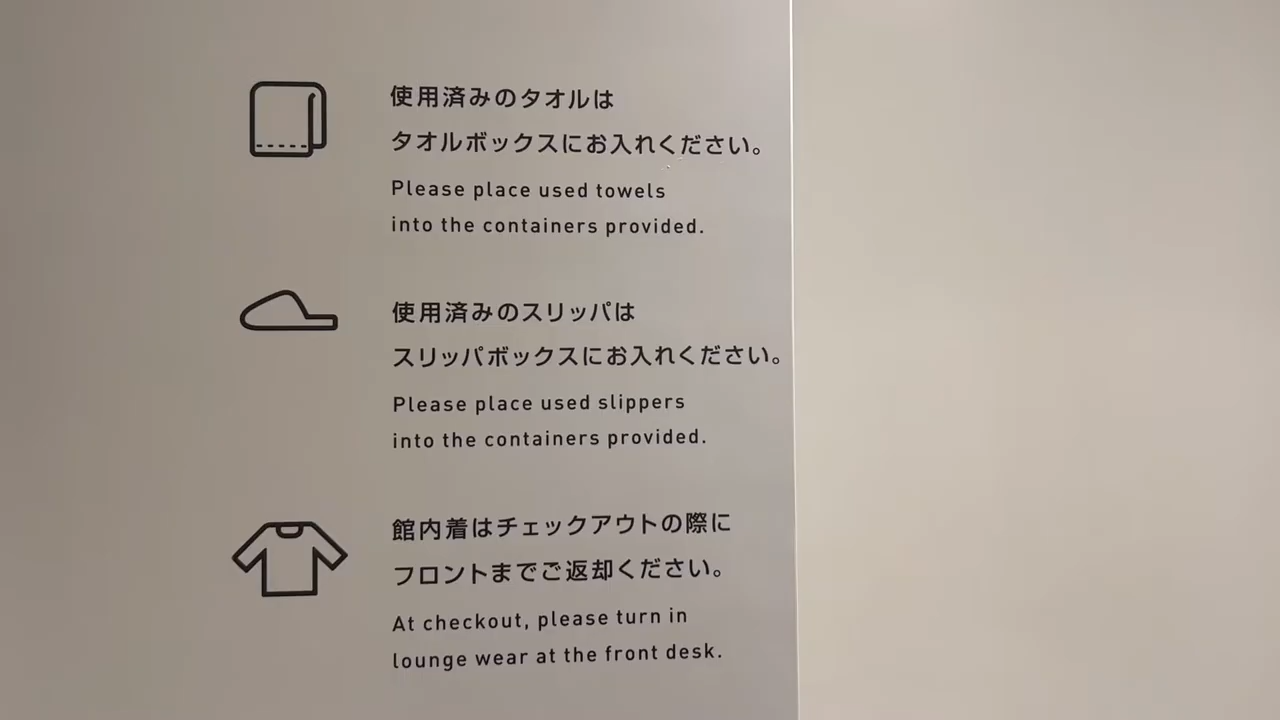 使用済みのタオルは
タオルボックスにお入れください。
Please place used towels
into the containers provided.
使用済みのスリッパは
スリッパボックスにお入れください。
Please place used slippers
into the containers provided.
館内着はチェックアウトの際に
フロントまでご返却ください。
At checkout, please turn in
lounge wear at the front desk.